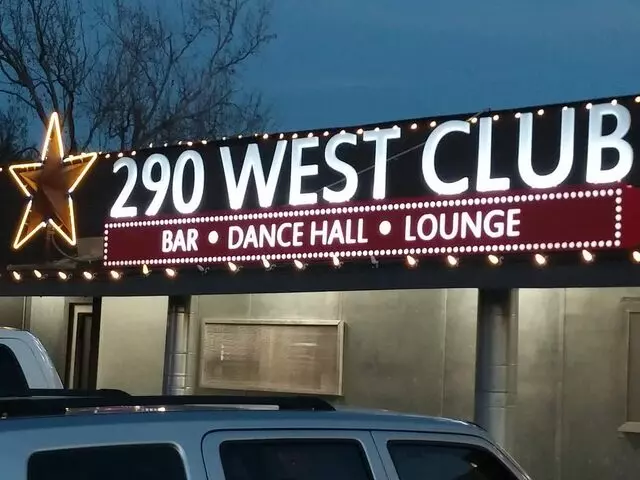 290 WEST CLUB
BAR • DANCE HALL • LOUNGE